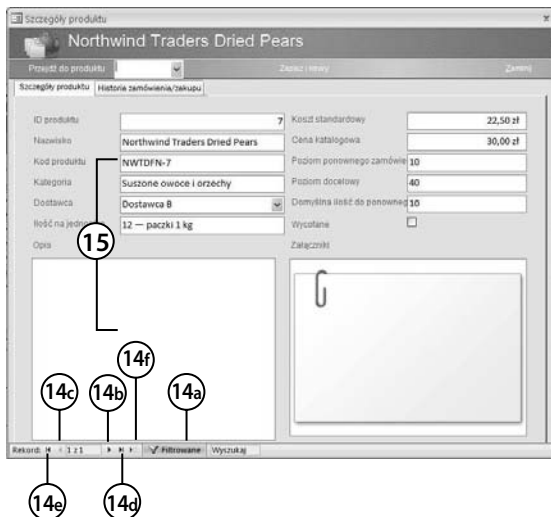 Szczegóły produktu
Northwind Traders Dried Pears
Przejdź do produktu
Zapisz i nowy
Zamknij
Szczegóły produktu
Historia zamówienia/zakupu
ID produktu
7
Koszt standardowy
22,50 zł
Nazwisko
Northwind Traders Dried Pears
Cena katalogowa
30,00 zł
Kod produktu
NWTDFN-7
Poziom ponownego zamówie
10
Kategoria
Suszone owoce i orzechy
Poziom docelowy
40
Dostawca
Dostawca B
Domyślna ilość do ponowneg
10
Ilość na jedno
12 — paczki 1 kg
Wycofane
Opis
Załączniki
15
14f
14c
14b
14a
Rekord:
1 z 1
Filtrowane
Wyszukaj
14e
14d